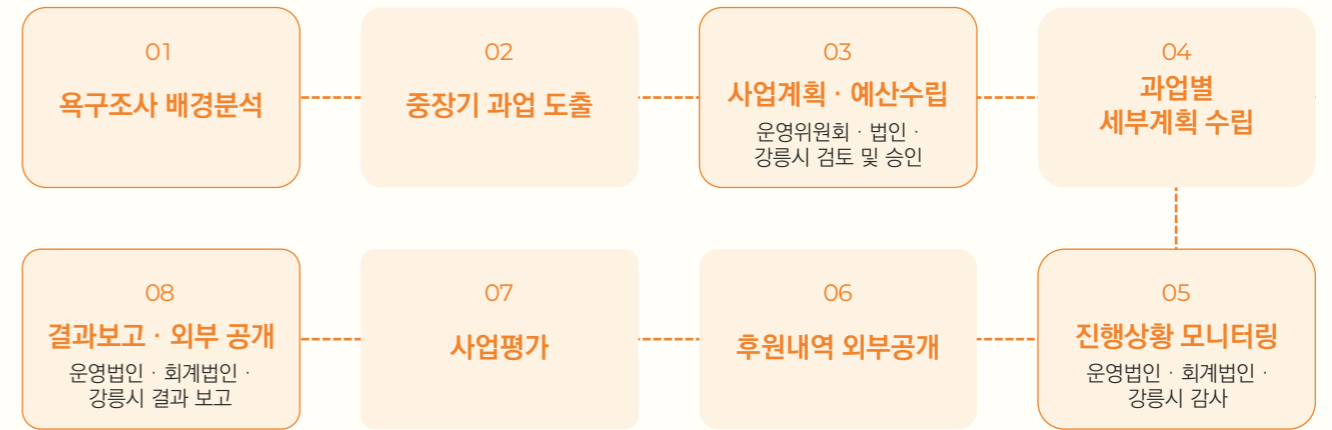 01
욕구조사 배경분석
02
중장기 과업 도출
03
사업계획 · 예산수립
운영위원회 · 법인 ·
강릉시 검토 및 승인
04
과업별
세부계획 수립
05
진행상황 모니터링
운영법인 · 회계법인 ·
강릉시 감사
06
후원내역 외부공개
07
사업평가
08
결과보고 · 외부 공개
운영법인 · 회계법인 ·
강릉시 결과 보고